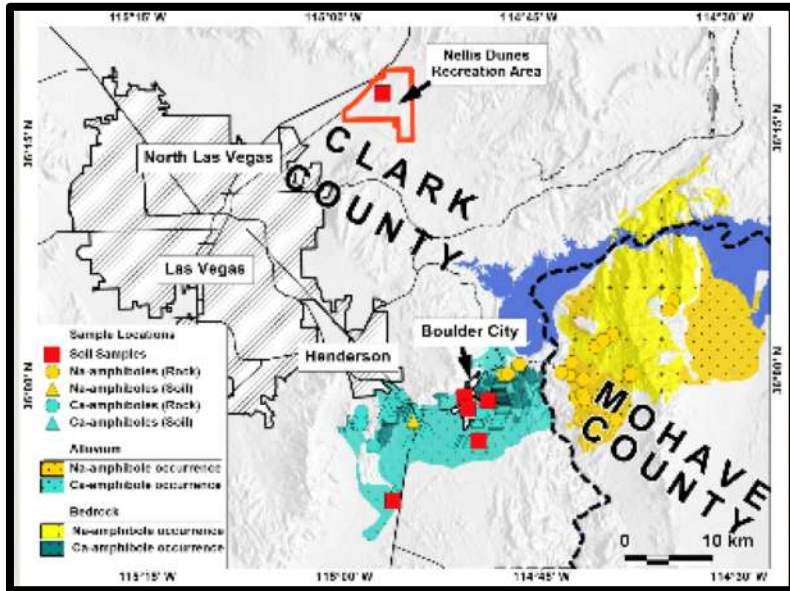 115°15' W 115°00' W 114°45' W 114°30' W
Nellis Dunes
Recreation Area
36°15' N
36°15' N
North Las Vegas
CLARK
COUNTY
Las Vegas
Boulder City
Henderson
Sample Locations
Soil Samples
Na-amphiboles (Rock)
Na-amphiboles (Soil)
Ca-amphiboles (Rock)
Ca-amphiboles (Soil)
Alluvium
Na-amphibole occurrence
Ca-amphibole occurrence
Bedrock
Na-amphibole occurrence
Ca-amphibole occurrence
36°00' N
36°00' N
MOHAVE
COUNTY
0 10 km
115°15' W 115°00' W 114°45' W 114°30' W